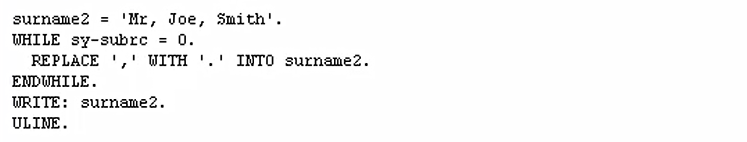 surname2 = 'Mr, Joe, Smith'.
WHILE sy-subrc = 0.
  REPLACE ',' WITH '.' INTO surname2.
ENDWHILE.
WRITE: surname2.
ULINE.